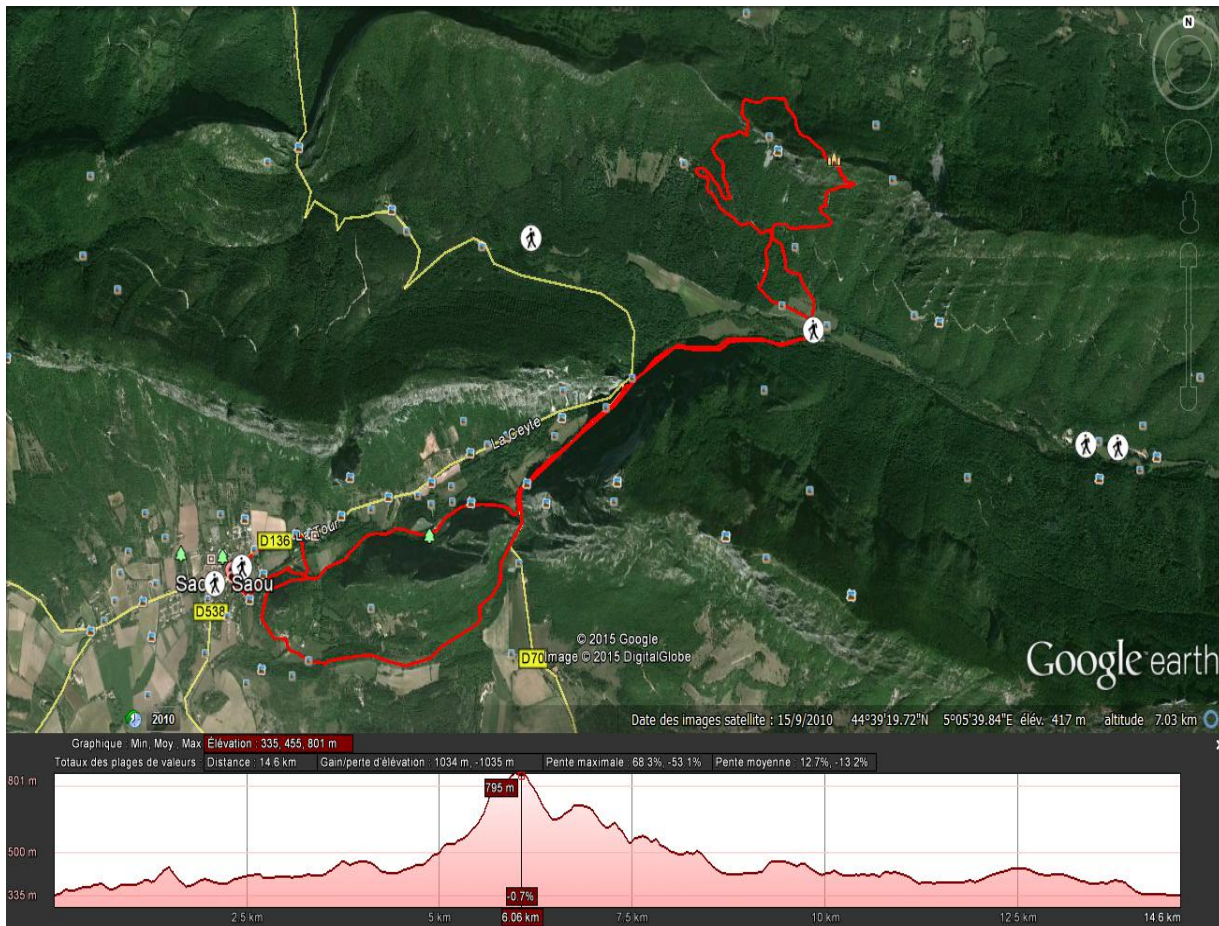 N
La Ceyte
La Tour
D136
Saou
D538
D70
© 2015 Google
Image © 2015 DigitalGlobe
Google earth
2010
Date des images satellite : 15/9/2010 44°39'19.72"N 5°05'39.84"E élév. 417 m altitude 7.03 km
Graphique : Min, Moy., Max Élévation : 335, 455, 801 m
Totaux des plages de valeurs : Distance : 14.6 km Gain/perte d'élévation : 1034 m, -1035 m Pente maximale : 68.3%, -53.1% Pente moyenne : 12.7%, -13.2%
801 m
795 m
500 m
335 m
-0.7%
2.5 km 5 km 6.06 km 7.5 km 10 km 12.5 km 14.6 km